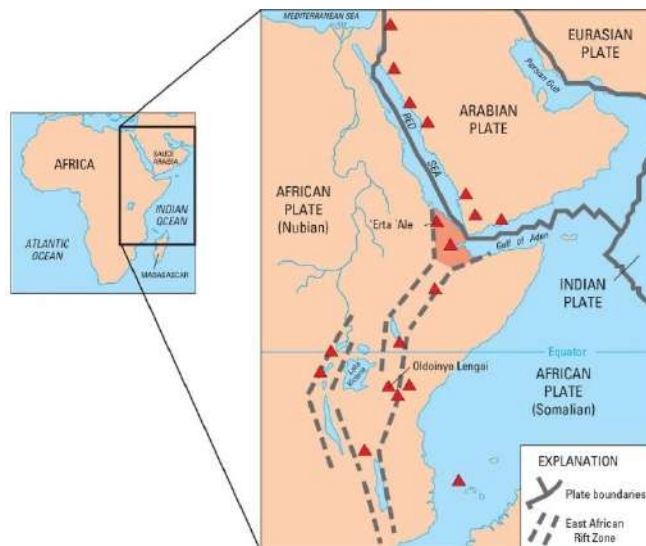 AFRICA
SAUDI
ARABIA
INDIAN
OCEAN
ATLANTIC
OCEAN
MADAGASCAR
MEDITERRANEAN SEA
EURASIAN
PLATE
Persian Gulf
ARABIAN
PLATE
RED
SEA
AFRICAN
PLATE
(Nubian)
'Erta 'Ale
Gulf of Aden
INDIAN
PLATE
Equator
Lake
Victoria
Oldoinyo Lengai
AFRICAN
PLATE
(Somalian)
EXPLANATION
Plate boundaries
East African
Rift Zone